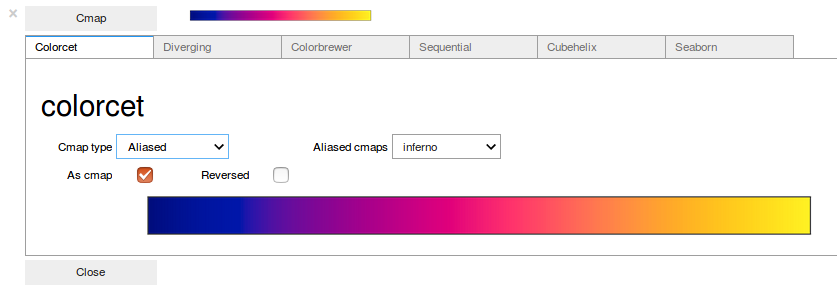 Cmap
Colorcet Diverging Colorbrewer Sequential Cubehelix Seaborn
colorcet
Cmap type Aliased Aliased cmaps inferno
As cmap Reversed
Close